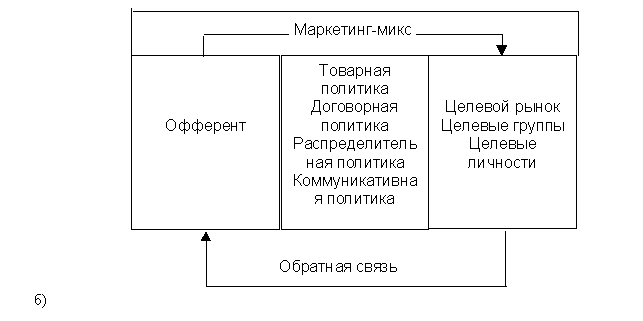 Маркетинг-микс
Офферент
Товарная
политика
Договорная
политика
Распределитель
ная политика
Коммуникативна
я политика
Целевой рынок
Целевые группы
Целевые
личности
Обратная связь
б)